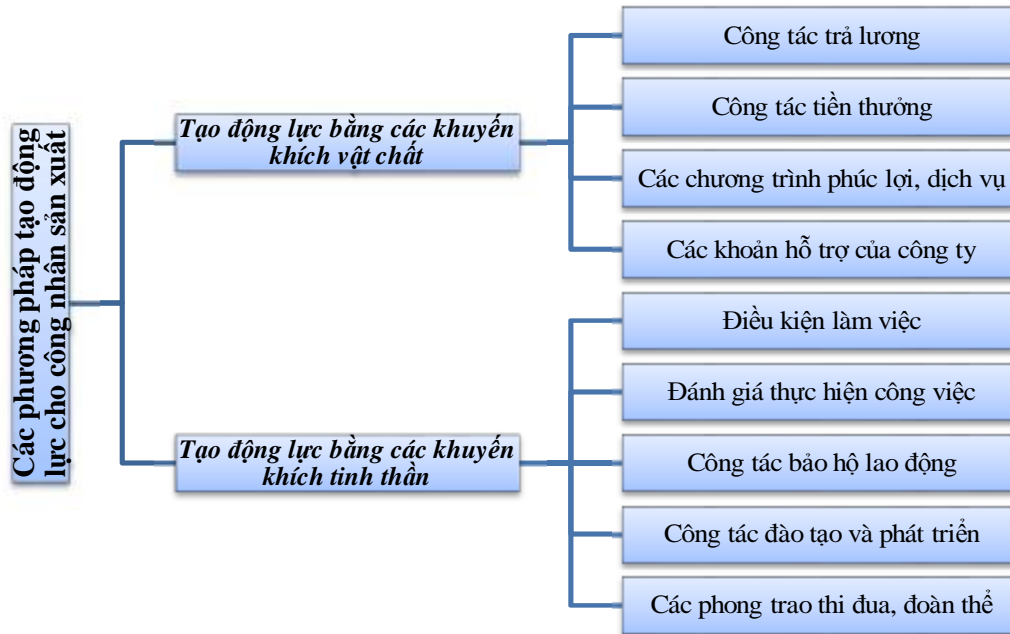 Các phương pháp tạo động
lực cho công nhân sản xuất
Tạo động lực bằng các khuyến
khích vật chất
Công tác trả lương
Công tác tiền thưởng
Các chương trình phúc lợi, dịch vụ
Các khoản hỗ trợ của công ty
Tạo động lực bằng các khuyến
khích tinh thần
Điều kiện làm việc
Đánh giá thực hiện công việc
Công tác bảo hộ lao động
Công tác đào tạo và phát triển
Các phong trao thi đua, đoàn thể